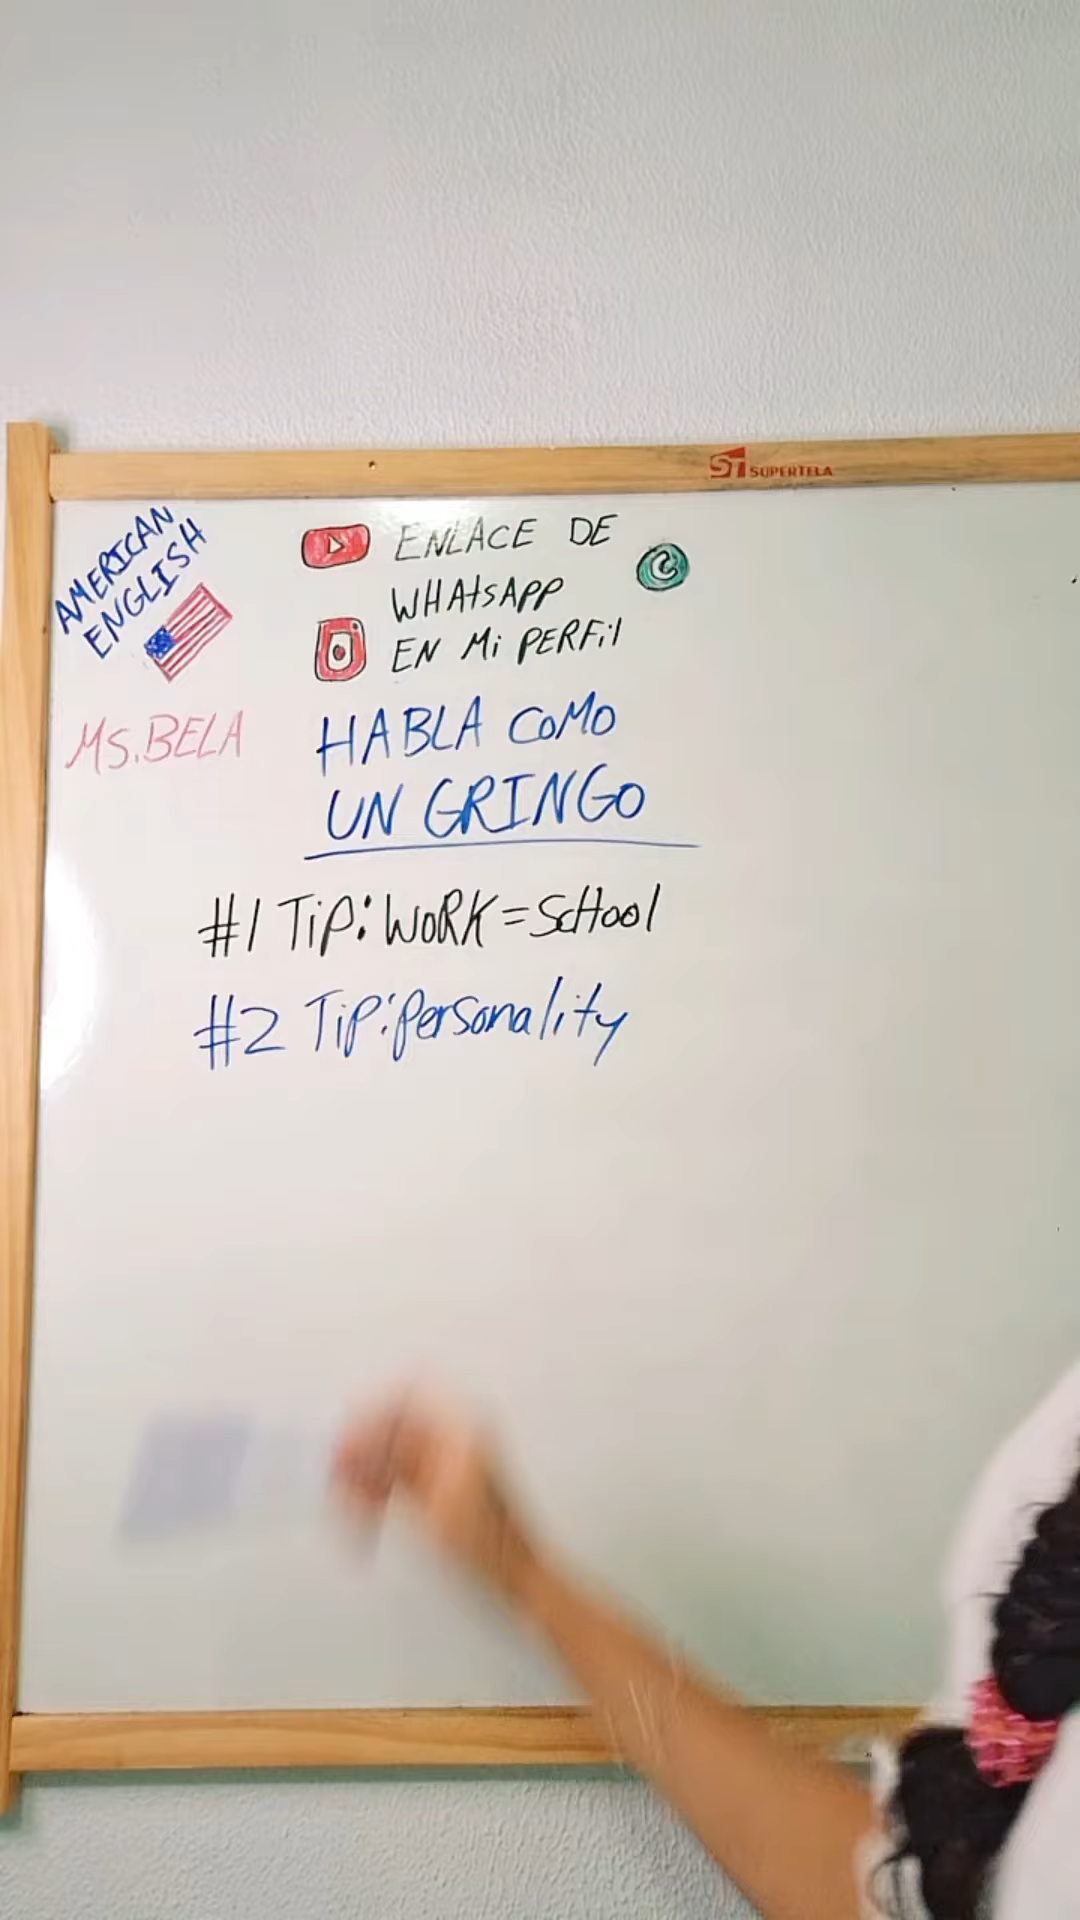 ST SUPERTELA
AMERICAN
ENGLISH
ENLACE DE
WHAtSAPP
EN Mi PERFil
MS.BELA
HABLA COMO
UN GRINGO
#1 TiP: WORK = SCHool
#2 TiP: Personality